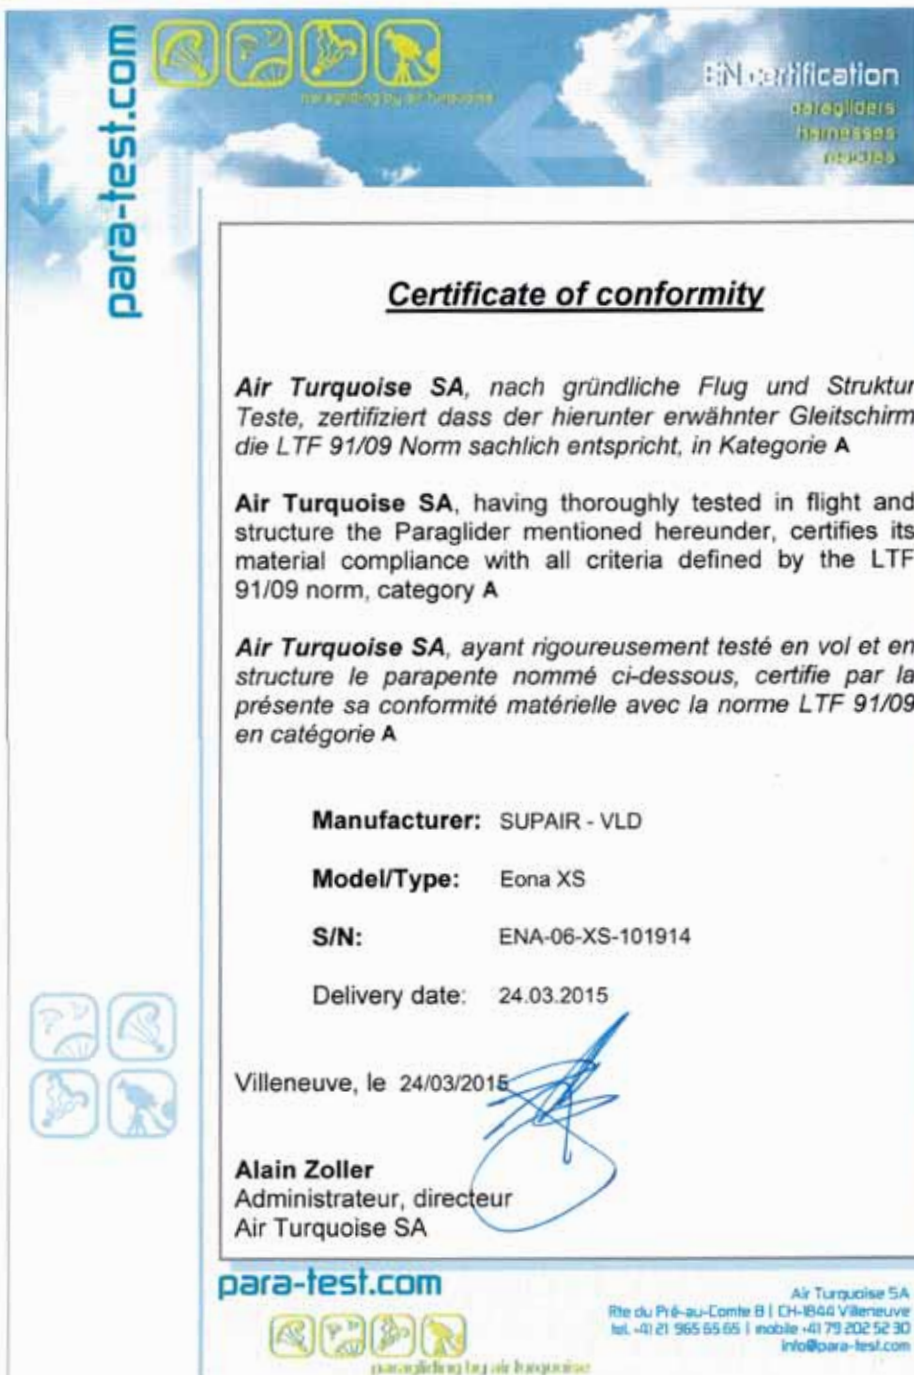 para-test.com
paragliding by air turquoise
EN certification
paragliders
harnesses
rescues
Certificate of conformity
Air Turquoise SA, nach gründliche Flug und Struktur
Teste, zertifiziert dass der hierunter erwähnter Gleitschirm
die LTF 91/09 Norm sachlich entspricht, in Kategorie A
Air Turquoise SA, having thoroughly tested in flight and
structure the Paraglider mentioned hereunder, certifies its
material compliance with all criteria defined by the LTF
91/09 norm, category A
Air Turquoise SA, ayant rigoureusement testé en vol et en
structure le parapente nommé ci-dessous, certifie par la
présente sa conformité matérielle avec la norme LTF 91/09
en catégorie A
Manufacturer: SUPAIR - VLD
Model/Type: Eona XS
S/N: ENA-06-XS-101914
Delivery date: 24.03.2015
Villeneuve, le 24/03/2015
Alain Zoller
Administrateur, directeur
Air Turquoise SA
para-test.com
paragliding by air turquoise
Air Turquoise SA
Rte du Pré-au-Comte 8 | CH-1844 Villeneuve
tel. +41 21 965 65 65 | mobile +41 79 202 52 30
info@para-test.com